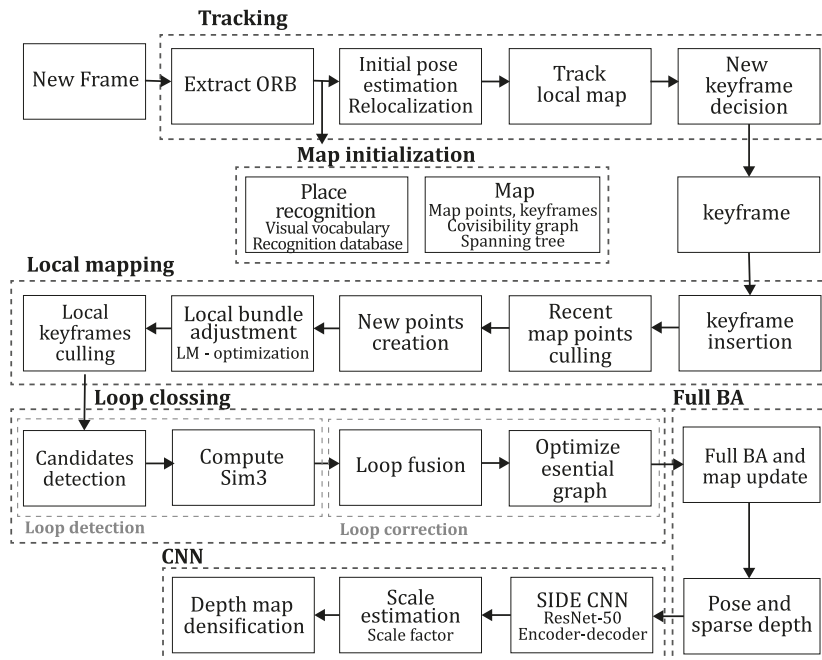 Tracking
New Frame
Extract ORB
Initial pose
estimation
Relocalization
Track
local map
New
keyframe
decision
Map initialization
Place
recognition
Visual vocabulary
Recognition database
Map
Map points, keyframes
Covisibility graph
Spanning tree
keyframe
Local mapping
Local
keyframes
culling
Local bundle
adjustment
LM - optimization
New points
creation
Recent
map points
culling
keyframe
insertion
Loop clossing
Full BA
Candidates
detection
Compute
Sim3
Loop fusion
Optimize
esential
graph
Full BA and
map update
Loop detection
Loop correction
CNN
Depth map
densification
Scale
estimation
Scale factor
SIDE CNN
ResNet-50
Encoder-decoder
Pose and
sparse depth